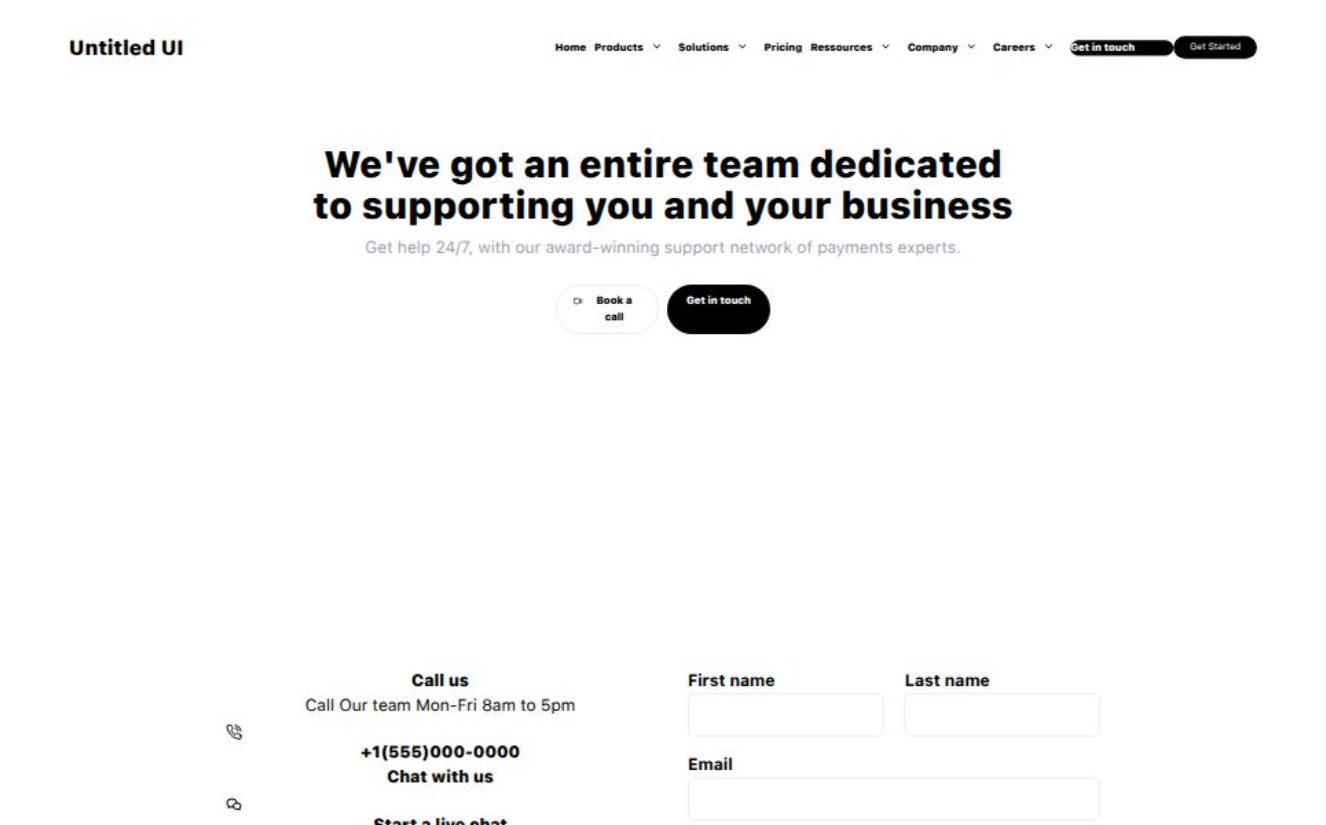 Untitled UI
Home Products Solutions Pricing Ressources Company Careers Get in touch Get Started
We've got an entire team dedicated
to supporting you and your business
Get help 24/7, with our award-winning support network of payments experts.
Book a
call
Get in touch
Call us
Call Our team Mon-Fri 8am to 5pm
+1(555)000-0000
Chat with us
Start a live chat
First name
Last name
Email